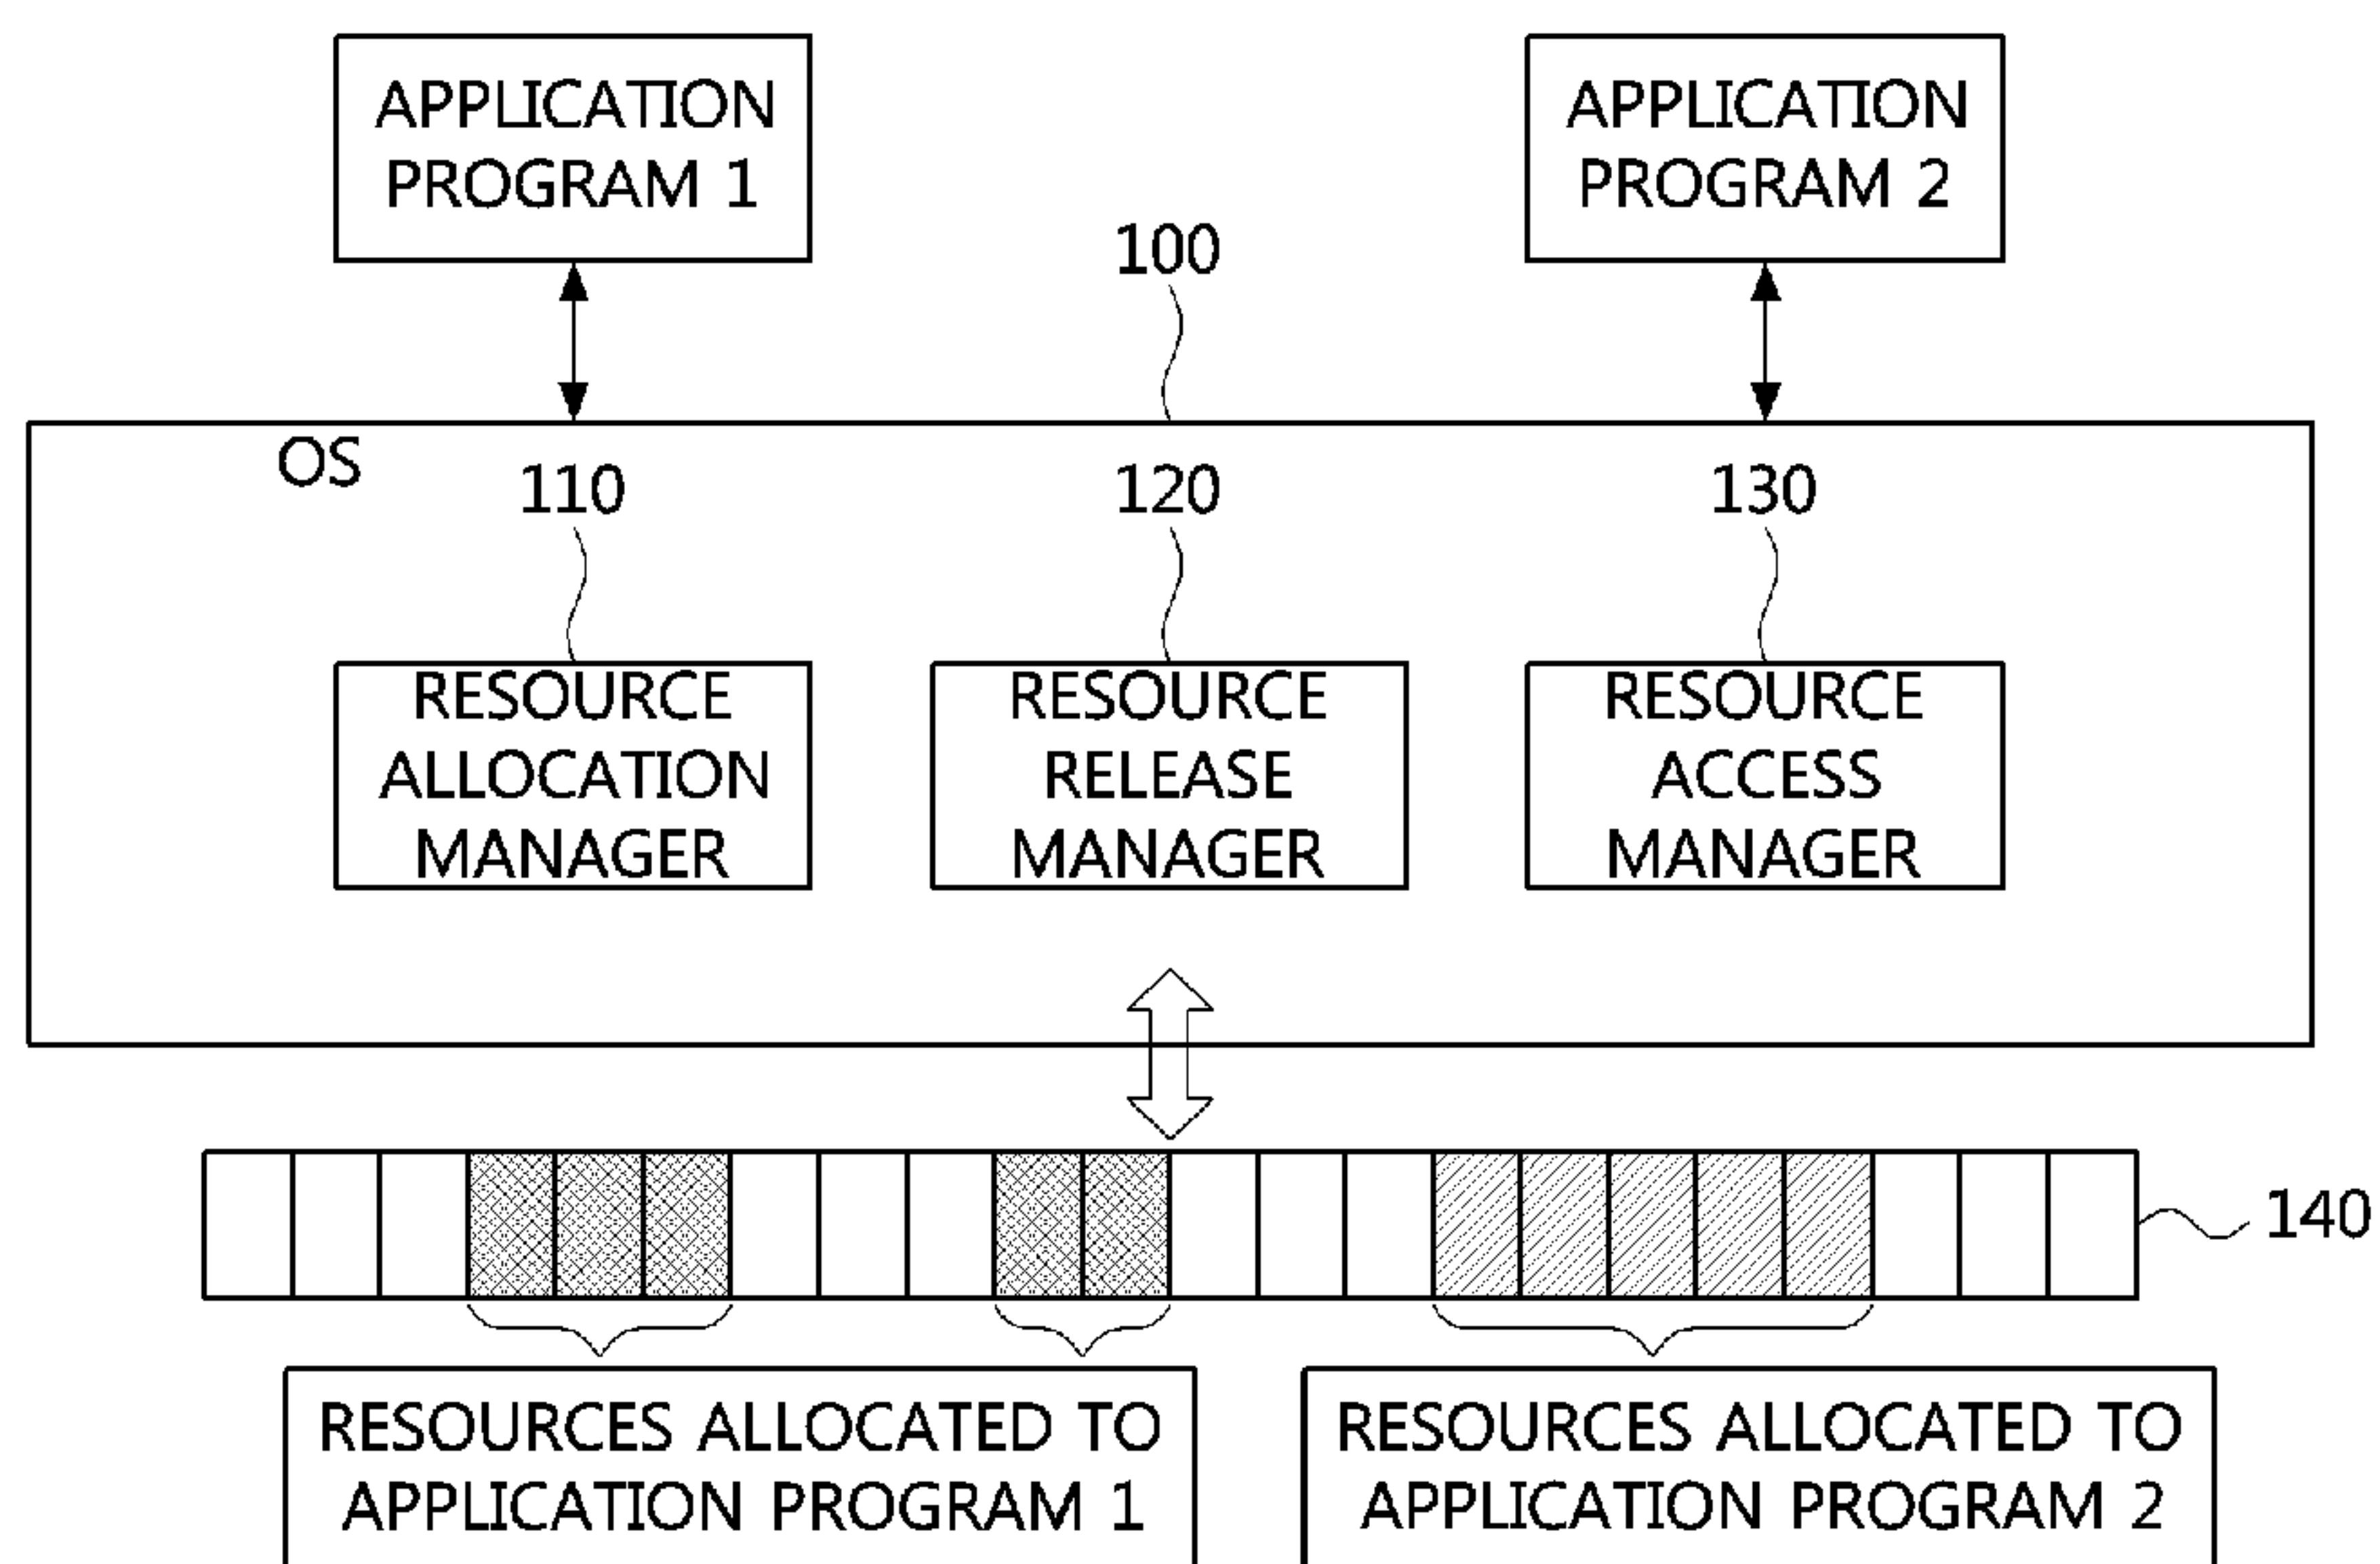 APPLICATION
PROGRAM 1
APPLICATION
PROGRAM 2
100
OS
110
120
130
RESOURCE
ALLOCATION
MANAGER
RESOURCE
RELEASE
MANAGER
RESOURCE
ACCESS
MANAGER
140
RESOURCES ALLOCATED TO
APPLICATION PROGRAM 1
RESOURCES ALLOCATED TO
APPLICATION PROGRAM 2